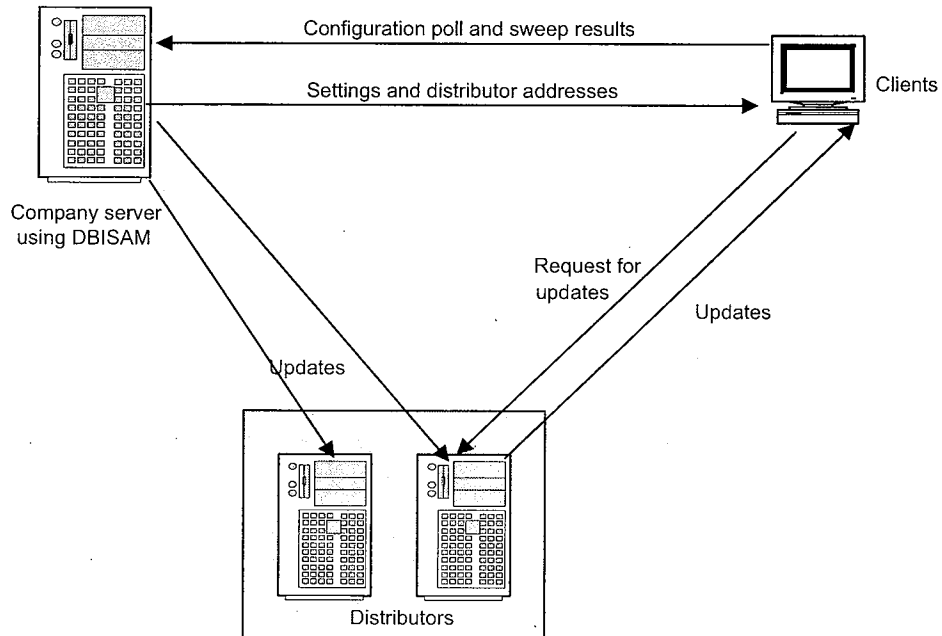 Configuration poll and sweep results
Settings and distributor addresses
Clients
Company server
using DBISAM
Request for
updates
Updates
Updates
Distributors